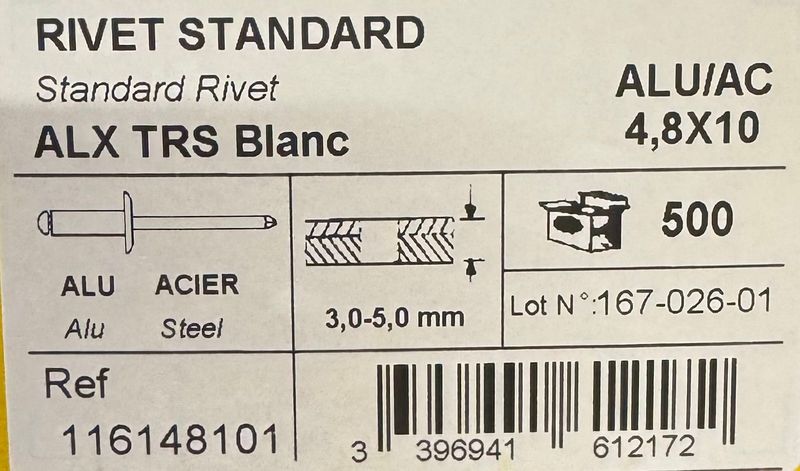 RIVET STANDARD
Standard Rivet
ALX TRS Blanc
ALU/AC
4,8X10
ALU ACIER
Alu Steel
3,0-5,0 mm
500
Lot N°:167-026-01
Ref
116148101
3 396941 612172